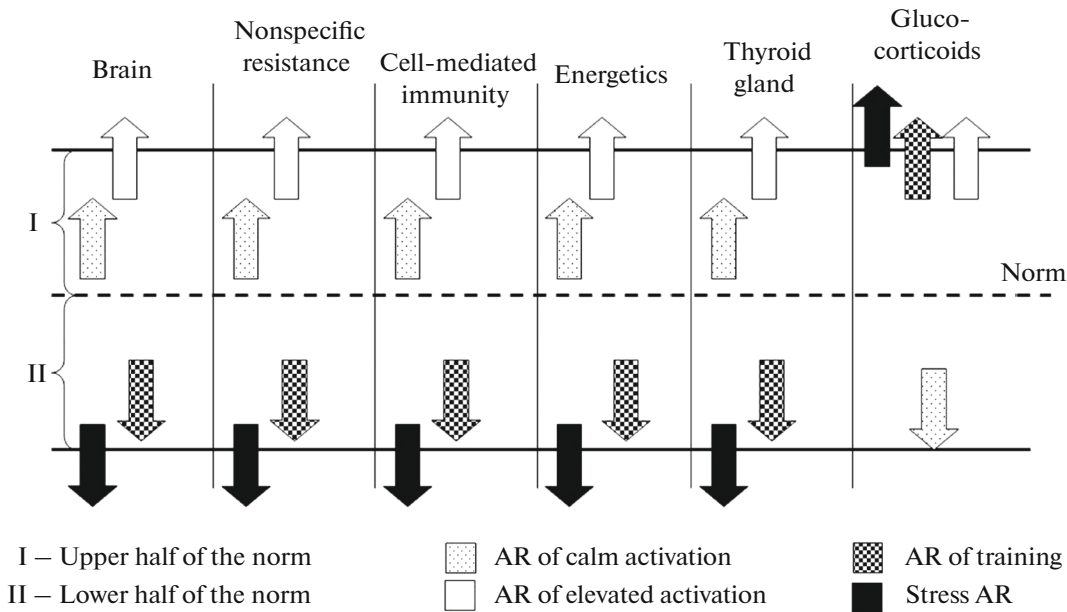 Brain
Nonspecific
resistance
Cell-mediated
immunity
Energetics
Thyroid
gland
Gluco-
corticoids
I
Norm
II
I – Upper half of the norm
II – Lower half of the norm
AR of calm activation
AR of elevated activation
AR of training
Stress AR